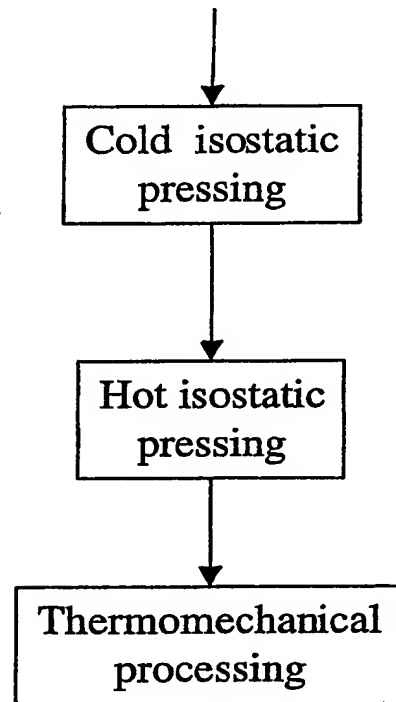 Cold isostatic
pressing
Hot isostatic
pressing
Thermomechanical
processing